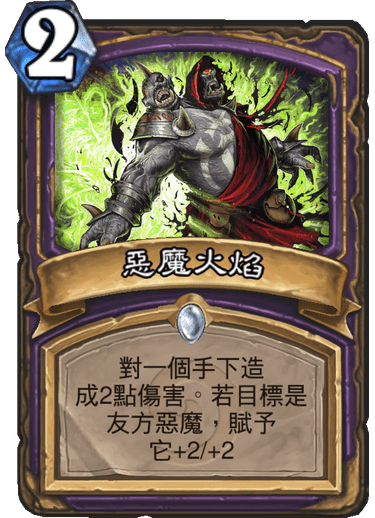 2
惡魔火焰
對一個手下造
成2點傷害。若目標是
友方惡魔，賦予
它+2/+2